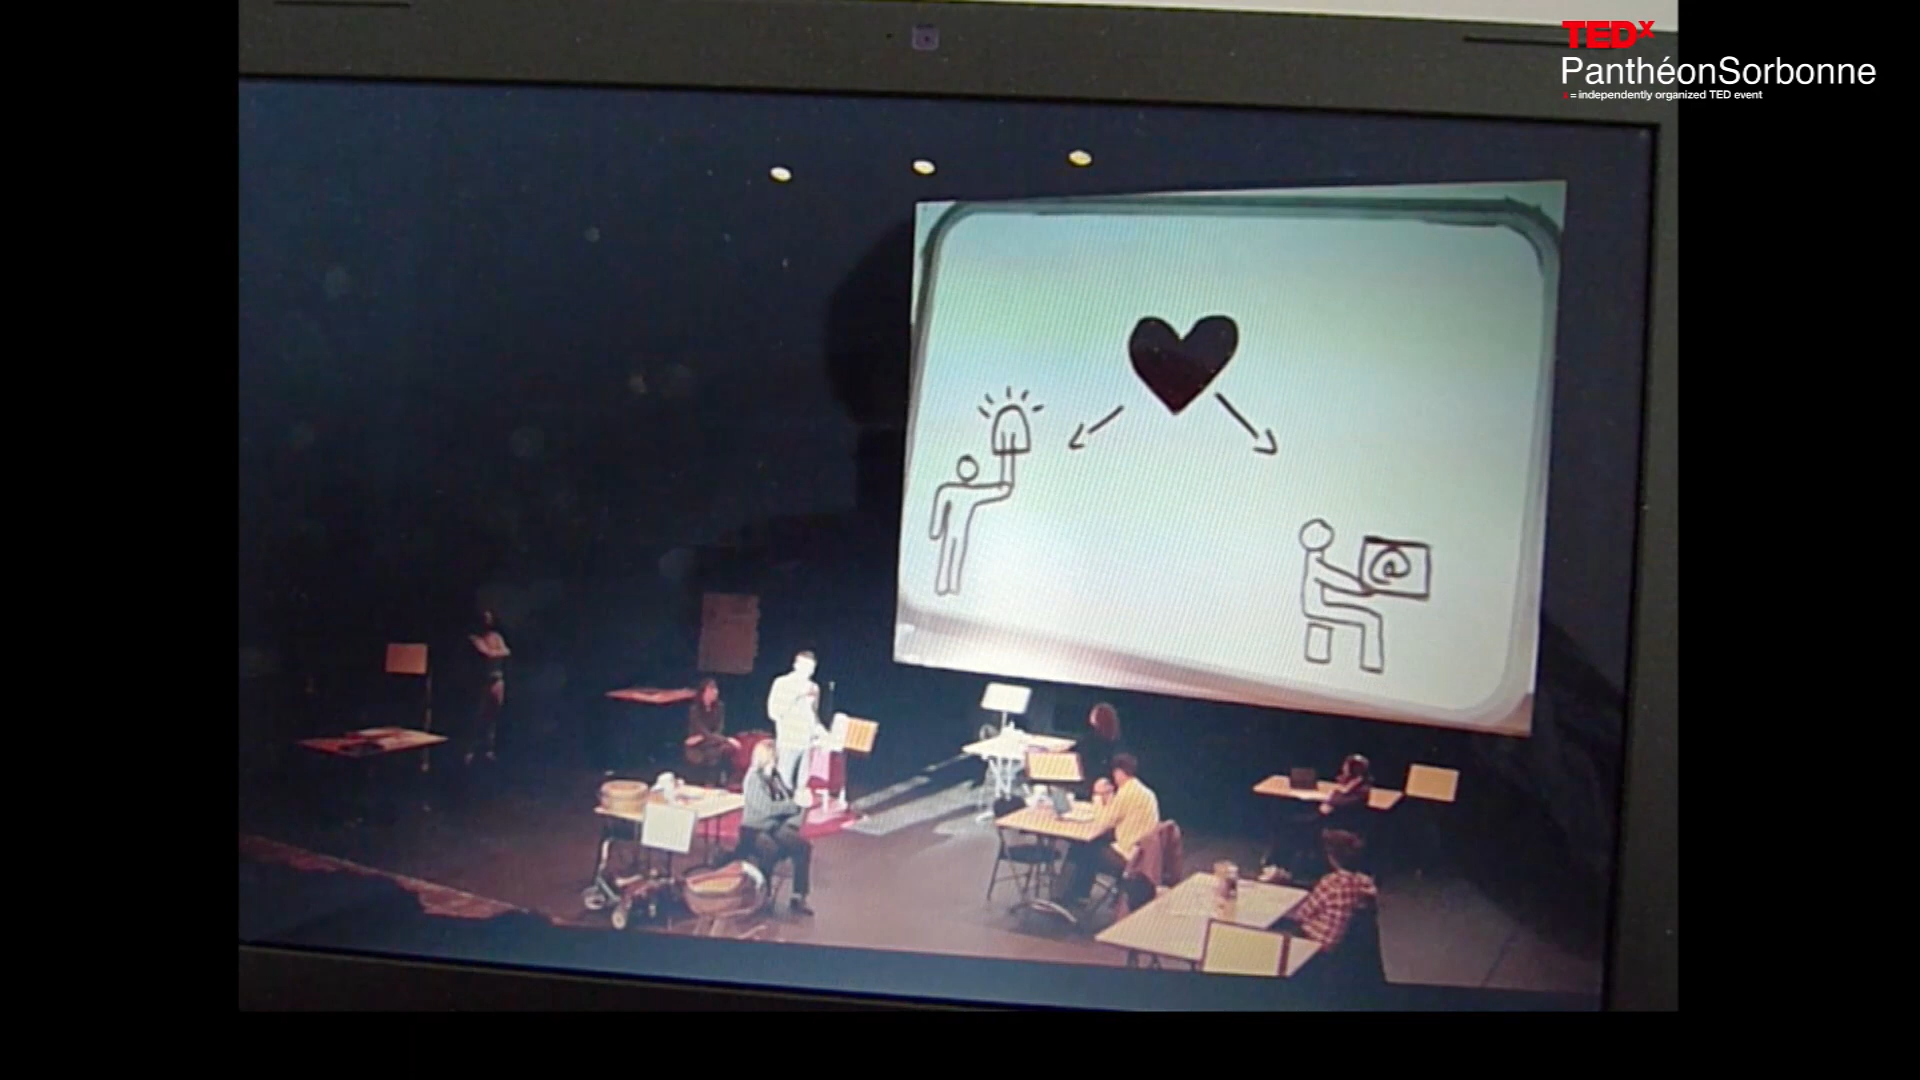 TEDx
PanthéonSorbonne
x = independently organized TED event
@